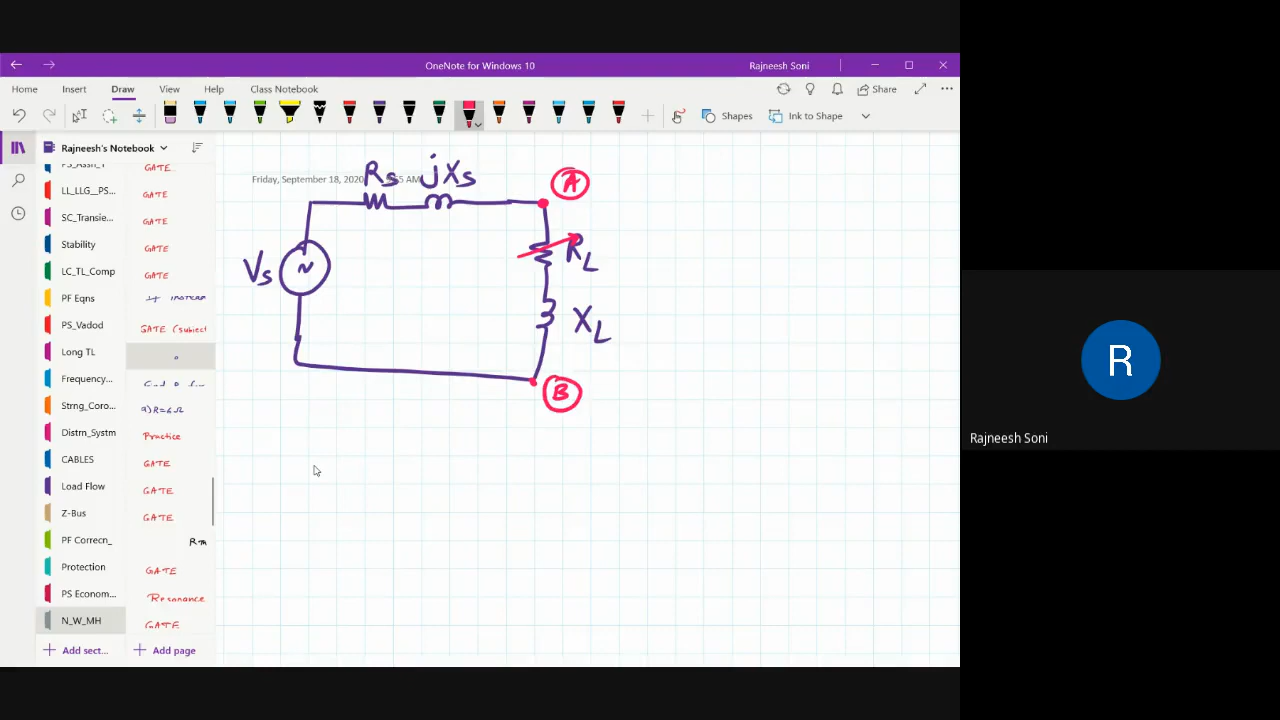 OneNote for Windows 10
Rajneesh Soni
Home Insert Draw View Help Class Notebook
Share
Shapes
Ink to Shape
Rajneesh's Notebook
GATE
LL_LLG__PS...
GATE
SC_Transie...
GATE
Stability
GATE
LC_TL_Comp
GATE
PF Eqns
PS_Vadod
GATE (subject
Long TL
Frequency...
Strng_Coro...
a) R=6Ω
Distrn_Systm
Practice
CABLES
GATE
Load Flow
GATE
Z-Bus
GATE
PF Correcn_
Protection
GATE
PS Econom...
Resonance
N_W_MH
GATE
Add sect...
Add page
Friday, September 18, 2020
Rs jXs
A
Vs
~
RL
XL
B
R
Rajneesh Soni